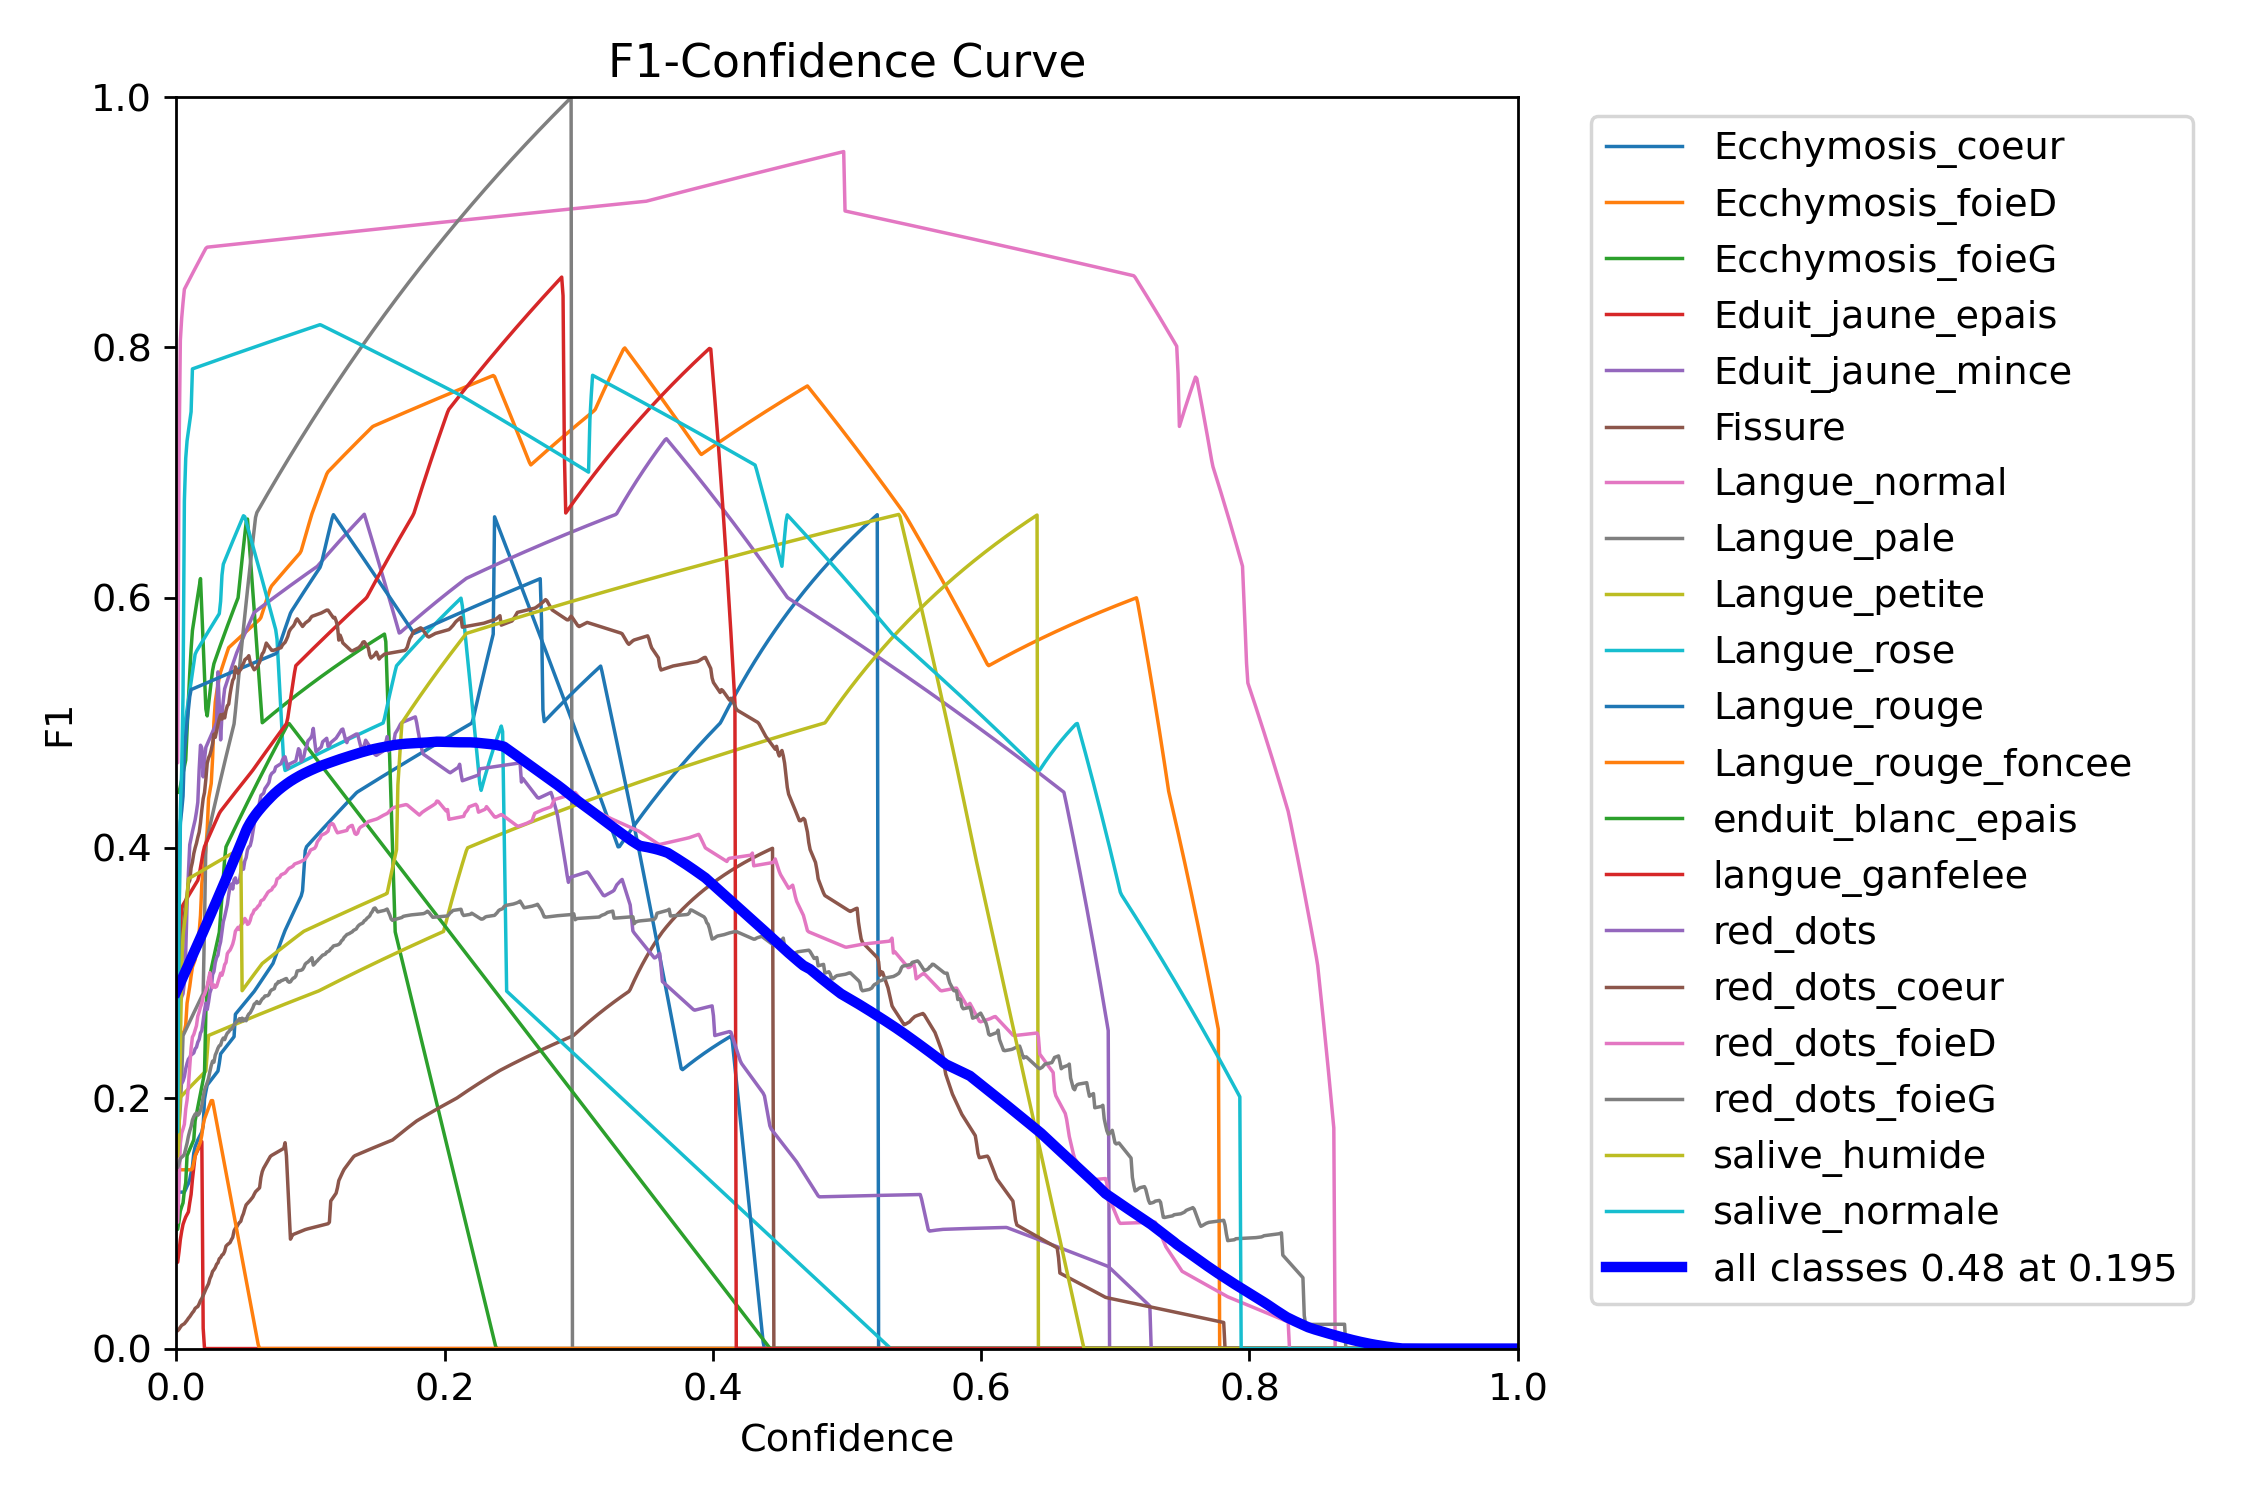 F1-Confidence Curve
1.0
0.8
0.6
0.4
0.2
0.0
F1
0.0 0.2 0.4 0.6 0.8 1.0
Confidence
Ecchymosis_coeur
Ecchymosis_foieD
Ecchymosis_foieG
Eduit_jaune_epais
Eduit_jaune_mince
Fissure
Langue_normal
Langue_pale
Langue_petite
Langue_rose
Langue_rouge
Langue_rouge_foncee
enduit_blanc_epais
langue_ganfelee
red_dots
red_dots_coeur
red_dots_foieD
red_dots_foieG
salive_humide
salive_normale
all classes 0.48 at 0.195